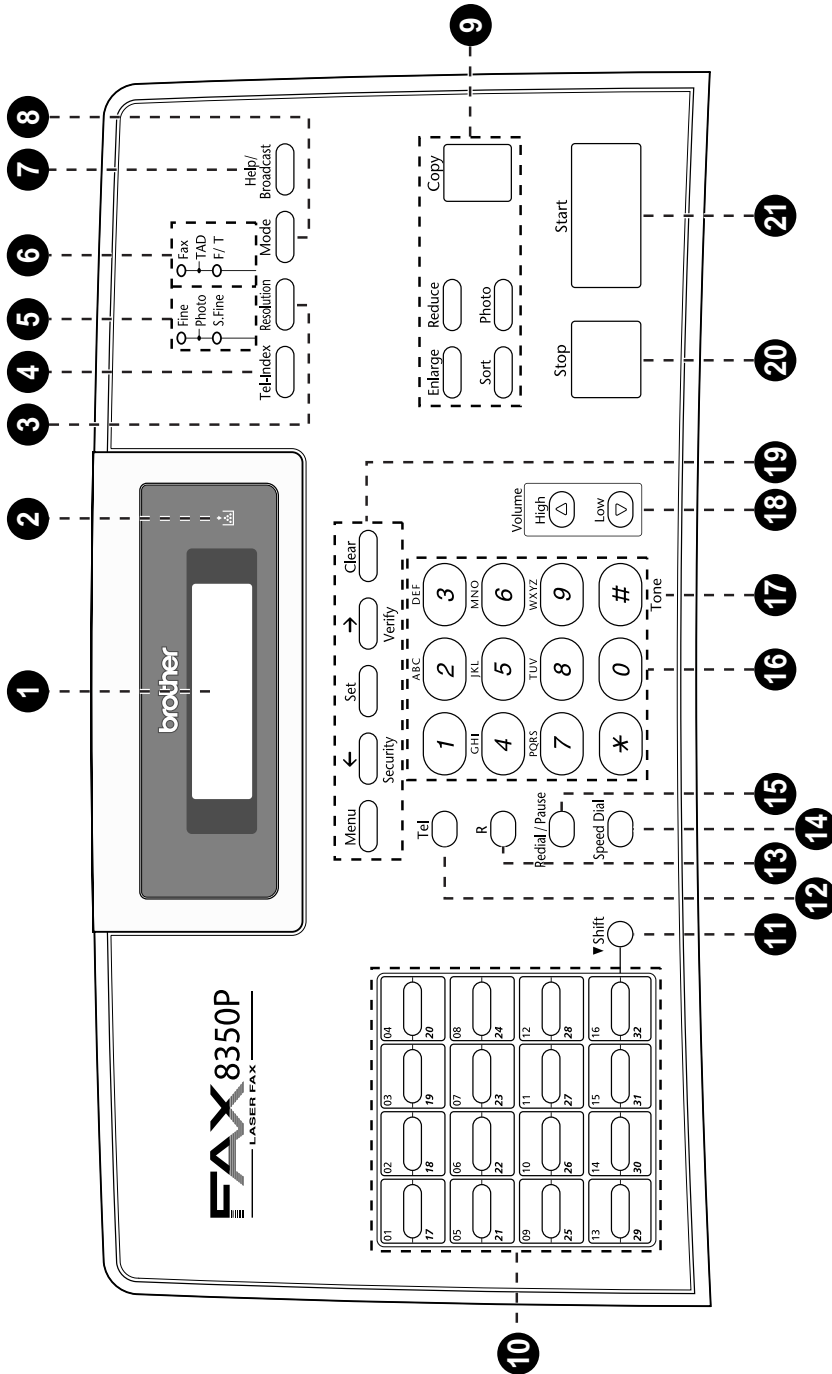 1
2
3
4
5
6
7
8
9
10
11
12
13
14
15
16
17
18
19
20
21
brother
FAX 8350P
LASER FAX
Fine
Photo
S.Fine
Fax
TAD
F/T
Tel-Index
Resolution
Mode
Help/
Broadcast
Menu
←
Security
Set
→
Verify
Clear
Enlarge
Reduce
Sort
Photo
Copy
Stop
Start
Tel
R
Redial / Pause
Speed Dial
1
ABC
2
DEF
3
GHI
4
JKL
5
MNO
6
PQRS
7
TUV
8
WXYZ
9
*
0
#
Tone
Volume
High
Low
▼Shift
01 02 03 04
17 18 19 20
05 06 07 08
21 22 23 24
09 10 11 12
25 26 27 28
13 14 15 16
29 30 31 32